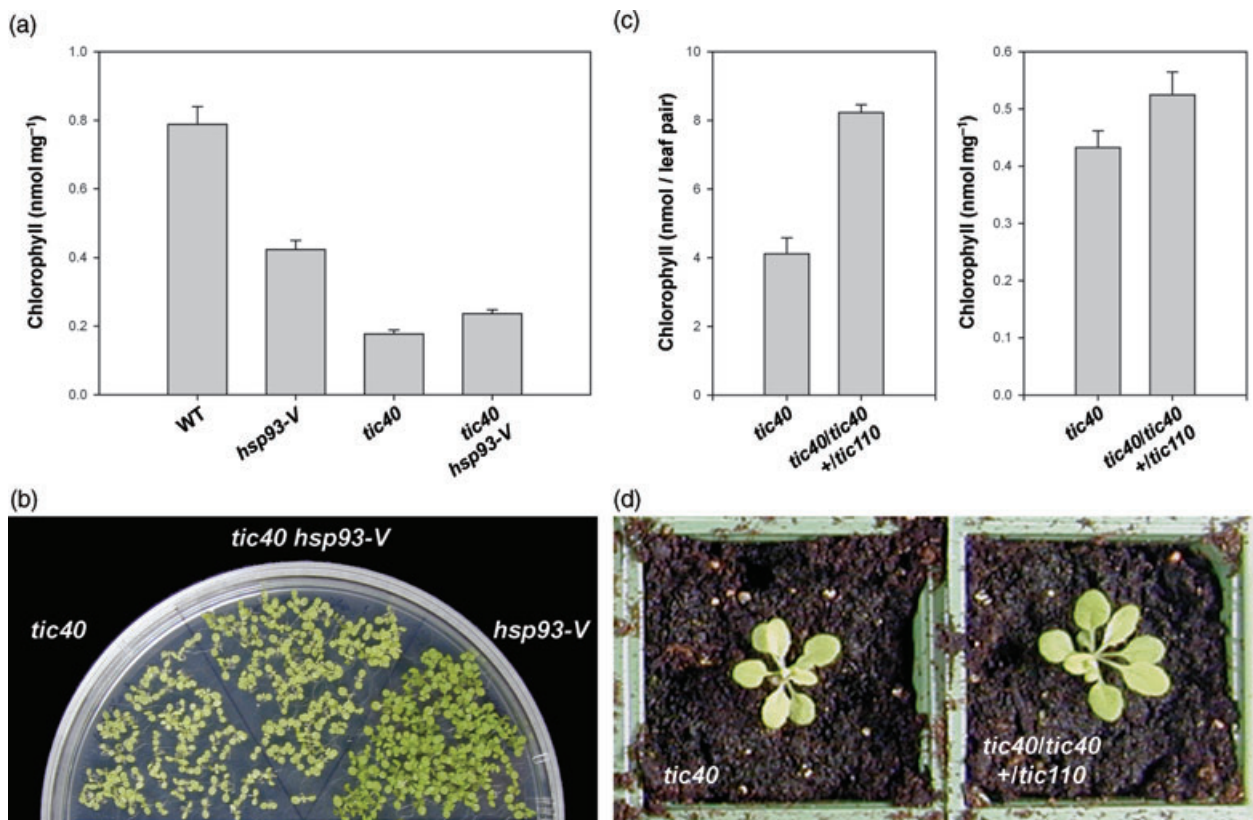 (a)
1.0
0.8
0.6
0.4
0.2
0.0
Chlorophyll (nmol mg⁻¹)
WT
hsp93-V
tic40
tic40
hsp93-V
(c)
10
8
6
4
2
0
Chlorophyll (nmol / leaf pair)
tic40
tic40/tic40
+/tic110
0.6
0.5
0.4
0.3
0.2
0.1
0.0
Chlorophyll (nmol mg⁻¹)
tic40
tic40/tic40
+/tic110
(b)
tic40 hsp93-V
tic40
hsp93-V
(d)
tic40
tic40/tic40
+/tic110